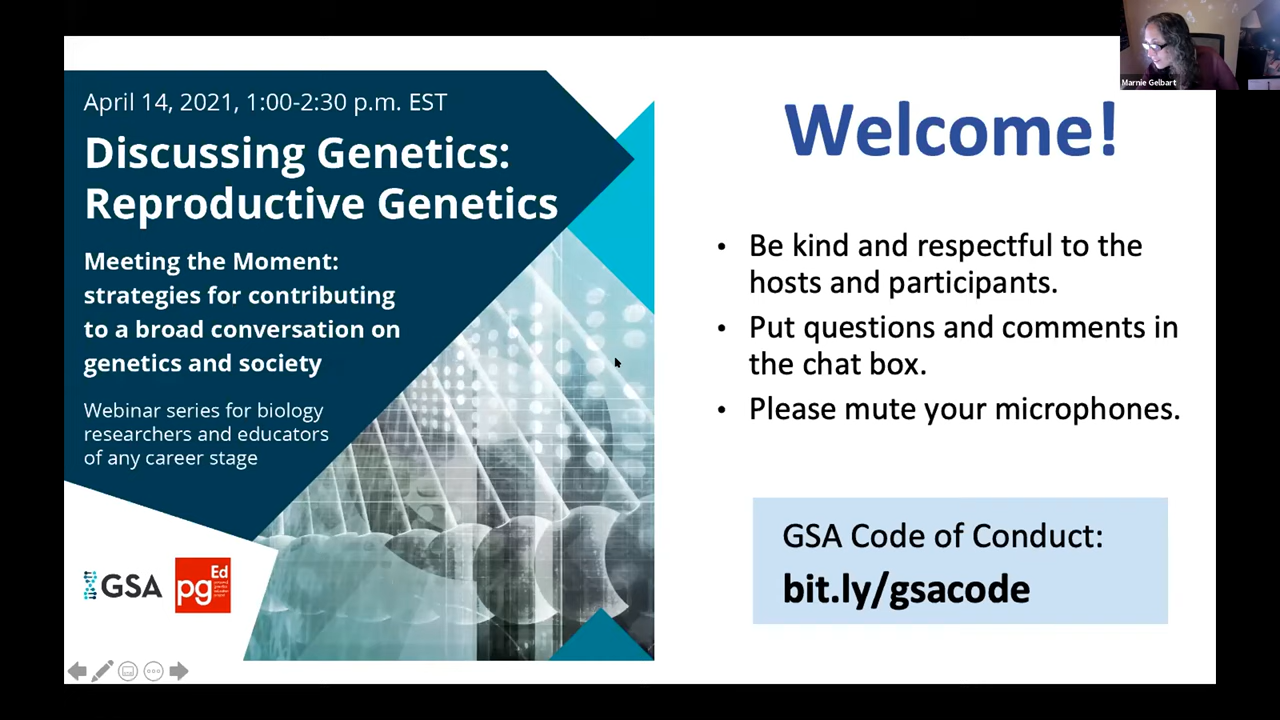 Marnie Gelbart
April 14, 2021, 1:00-2:30 p.m. EST
Discussing Genetics:
Reproductive Genetics
Meeting the Moment:
strategies for contributing
to a broad conversation on
genetics and society
Webinar series for biology
researchers and educators
of any career stage
GSA
pgEd
Welcome!
• Be kind and respectful to the
hosts and participants.
• Put questions and comments in
the chat box.
• Please mute your microphones.
GSA Code of Conduct:
bit.ly/gsacode